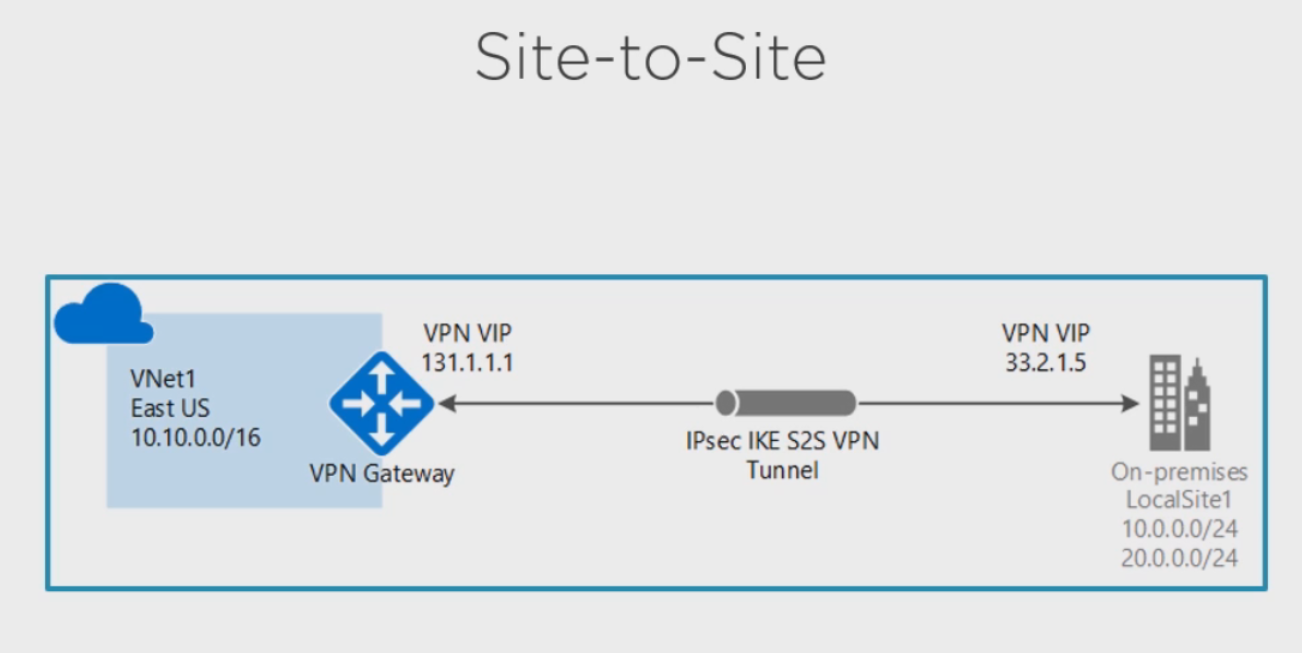 Site-to-Site
VPN VIP
131.1.1.1
VPN VIP
33.2.1.5
VNet1
East US
10.10.0.0/16
VPN Gateway
IPsec IKE S2S VPN
Tunnel
On-premises
LocalSite1
10.0.0.0/24
20.0.0.0/24